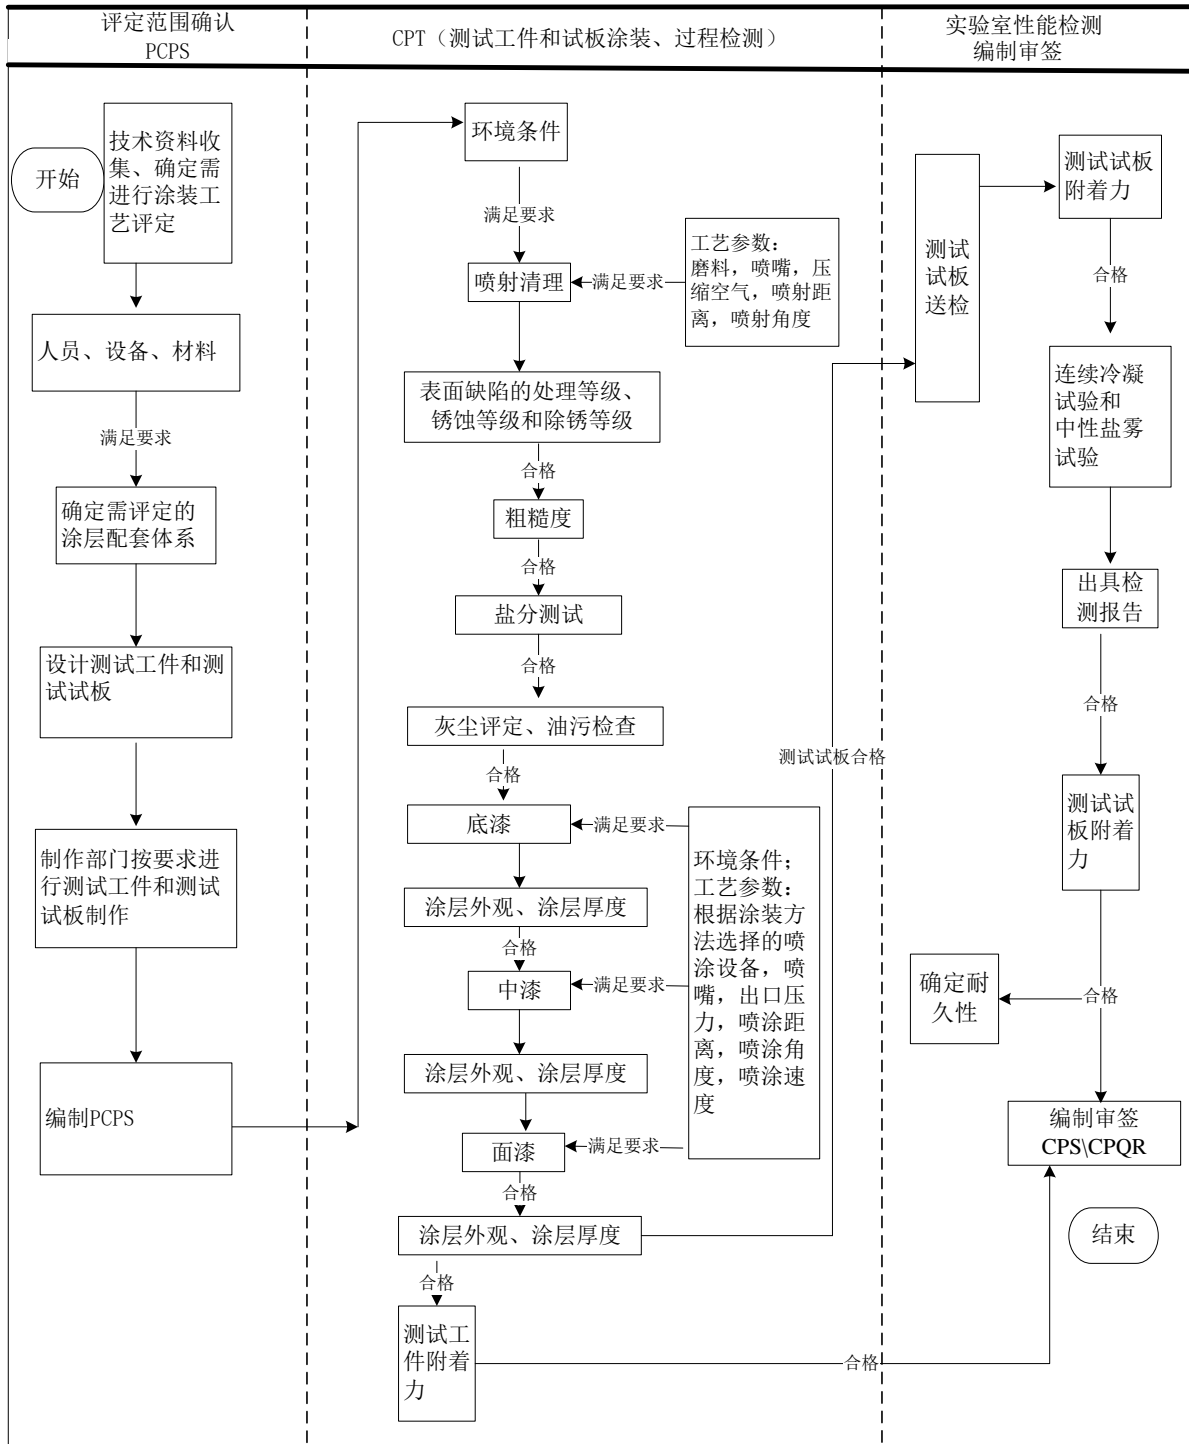 评定范围确认
PCPS
CPT（测试工件和试板涂装、过程检测）
实验室性能检测
编制审签
开始
技术资料收
集、确定需
进行涂装工
艺评定
人员、设备、材料
满足要求
确定需评定的
涂层配套体系
设计测试工件和测
试试板
制作部门按要求进
行测试工件和测试
试板制作
编制PCPS
环境条件
满足要求
喷射清理
满足要求
工艺参数：
磨料，喷嘴，压
缩空气，喷射距
离，喷射角度
表面缺陷的处理等级、
锈蚀等级和除锈等级
合格
粗糙度
合格
盐分测试
合格
灰尘评定、油污检查
合格
底漆
满足要求
涂层外观、涂层厚度
合格
中漆
满足要求
涂层外观、涂层厚度
面漆
满足要求
合格
涂层外观、涂层厚度
合格
测试工
件附着
力
合格
环境条件；
工艺参数：
根据涂装方
法选择的喷
涂设备，喷
嘴，出口压
力，喷涂距
离，喷涂角
度，喷涂速
度
测试试板合格
测试
试板
送检
测试试板
附着力
合格
连续冷凝
试验和
中性盐雾
试验
出具检
测报告
合格
测试试
板附着
力
合格
确定耐
久性
编制审签
CPS\CPQR
结束